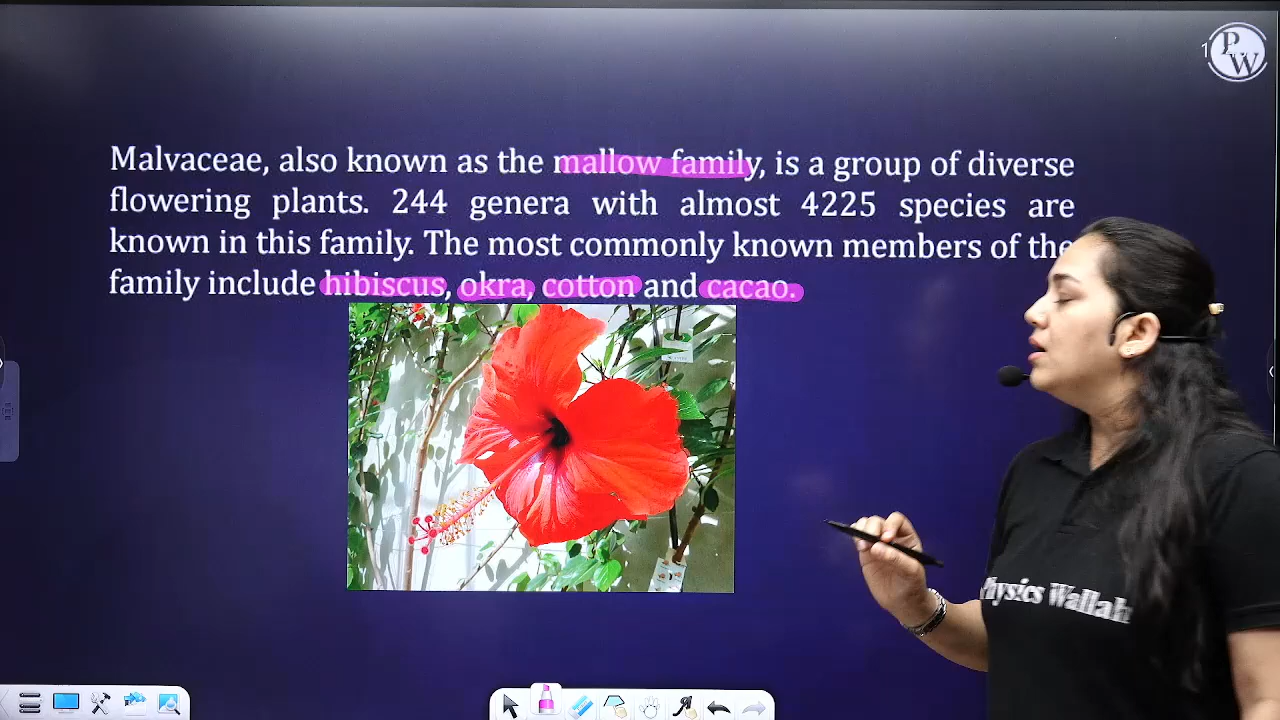 PW
1
Malvaceae, also known as the mallow family, is a group of diverse
flowering plants. 244 genera with almost 4225 species are
known in this family. The most commonly known members of the
family include hibiscus, okra, cotton and cacao.
Physics Wallah